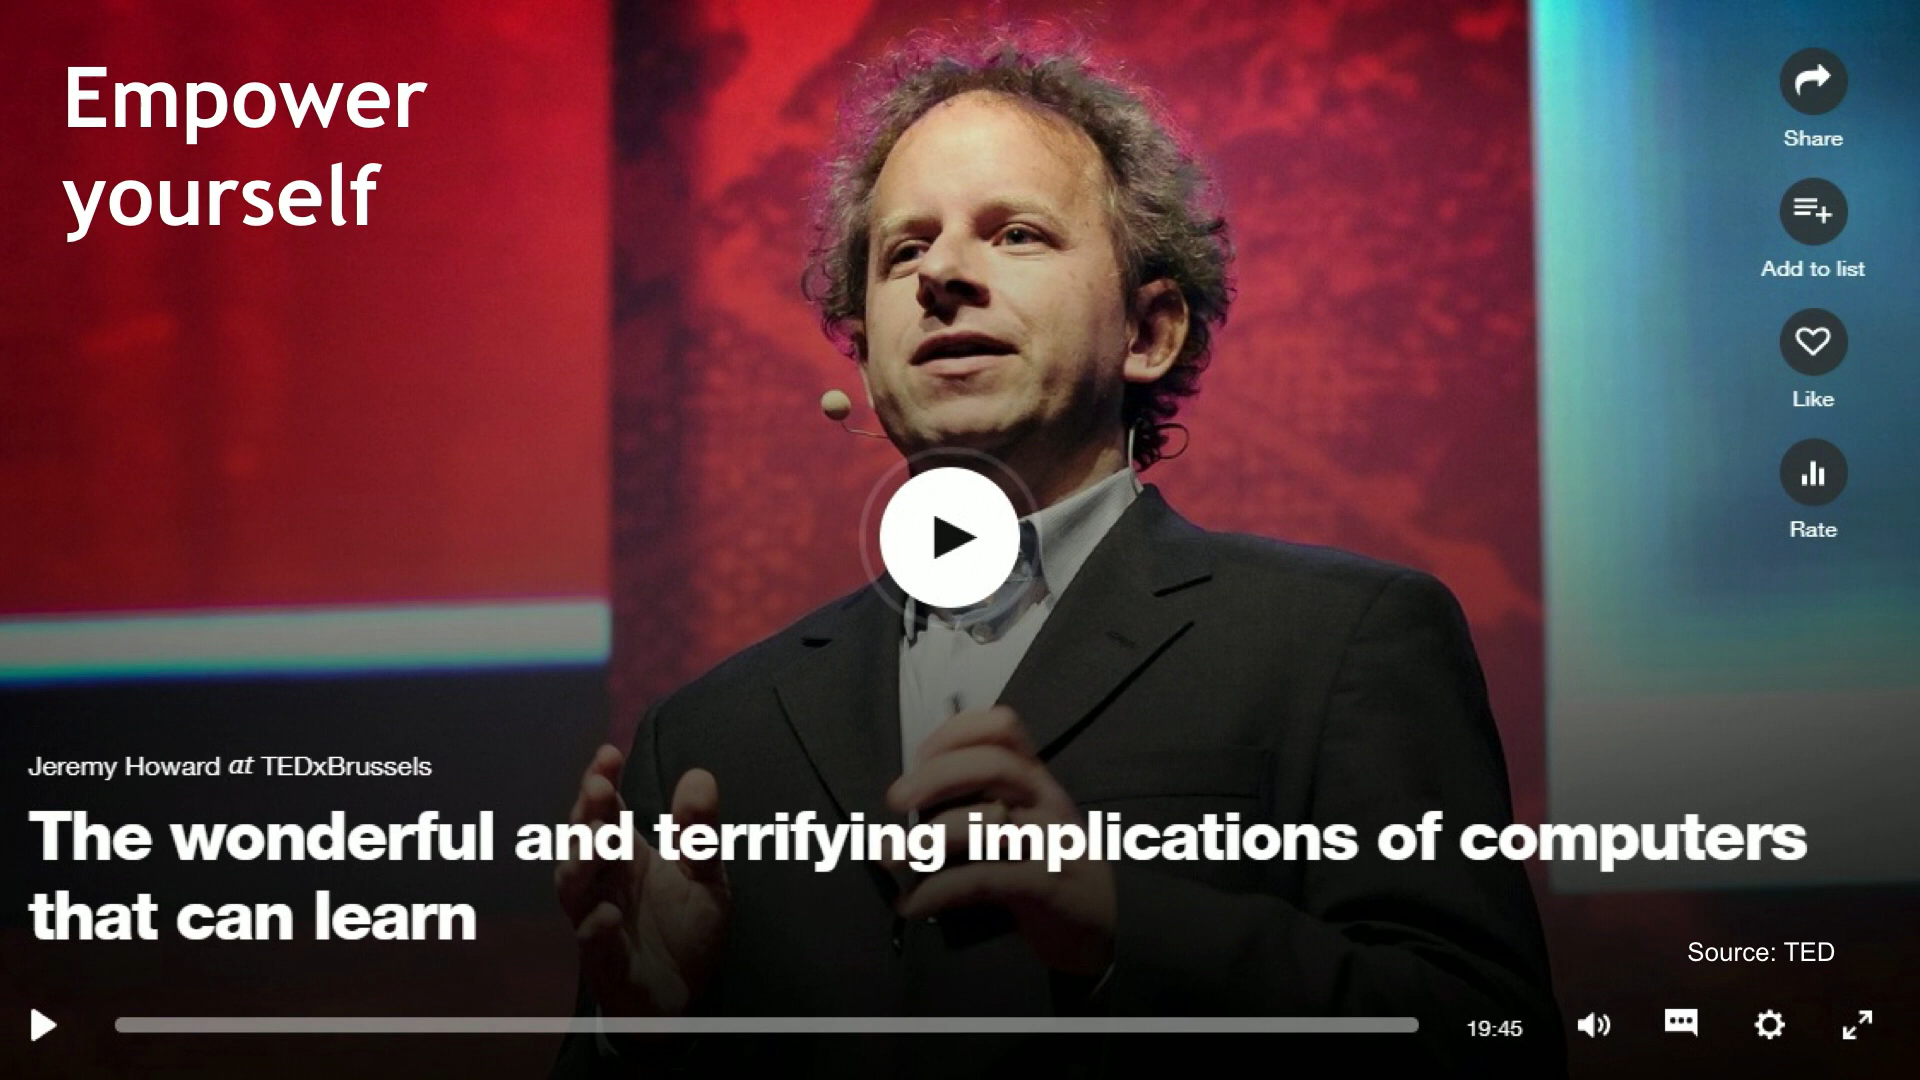 Empower
yourself
Share
Add to list
Like
Rate
Jeremy Howard at TEDxBrussels
The wonderful and terrifying implications of computers
that can learn
Source: TED
19:45